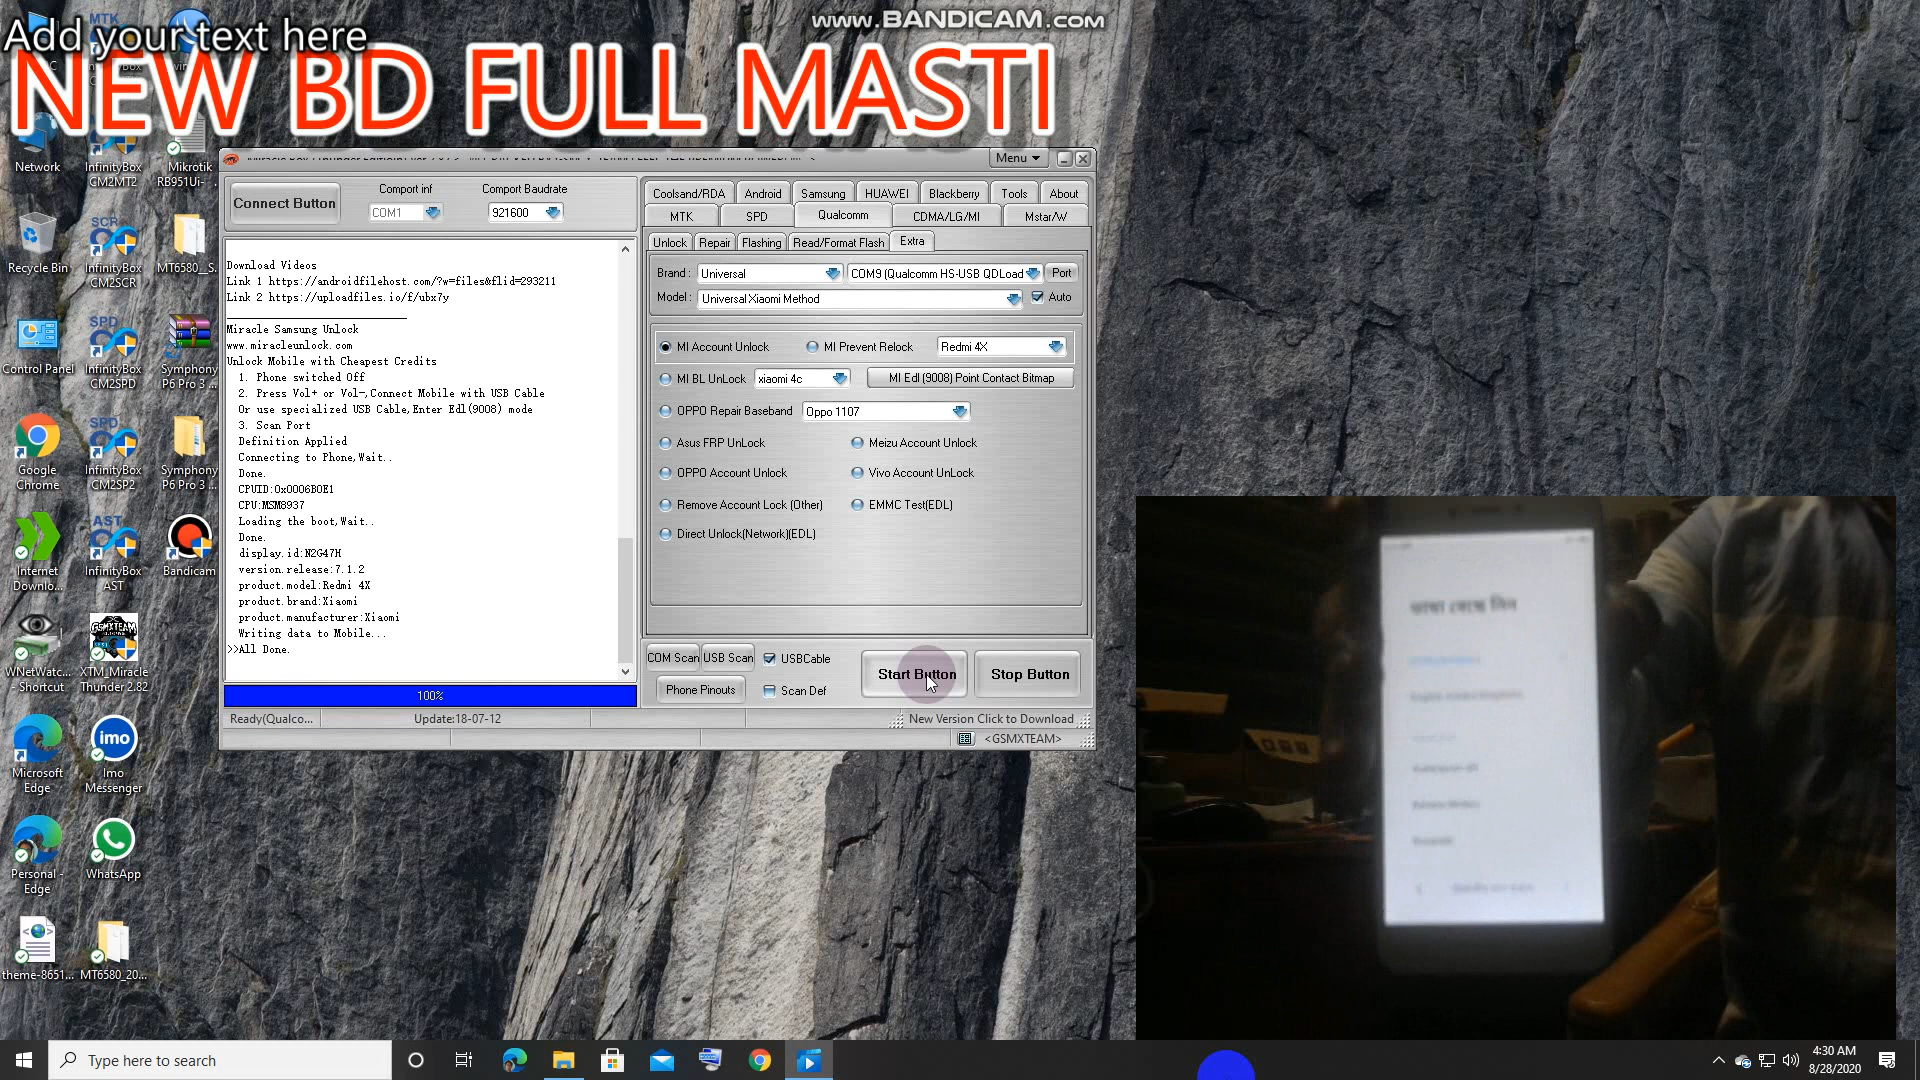 Add your text here
www.BANDICAM.com
NEW BD FULL MASTI
Network
InfinityBox
CM2MT2
Mikrotik
RB951Ui-...
Recycle Bin
SCR
InfinityBox
CM2SCR
MT6580__S...
Control Panel
SPD
InfinityBox
CM2SPD
Symphony
P6 Pro 3 ...
Google
Chrome
SPD
InfinityBox
CM2SP2
Symphony
P6 Pro 3 ...
Internet
Downlo...
AST
InfinityBox
AST
Bandicam
WNetWatc...
- Shortcut
GSMXTEAM
XTM_Miracle
Thunder 2.82
Microsoft
Edge
imo
Imo
Messenger
Personal -
Edge
WhatsApp
theme-8651...
MT6580_20...
Menu
Connect Button
Comport inf
COM1
Comport Baudrate
921600
Download Videos
Link 1 https://androidfilehost.com/?w=files&flid=293211
Link 2 https://uploadfiles.io/f/ubx7y
Miracle Samsung Unlock
www.miracleunlock.com
Unlock Mobile with Cheapest Credits
1. Phone switched Off
2. Press Vol+ or Vol-,Connect Mobile with USB Cable
Or use specialized USB Cable,Enter Edl(9008) mode
3. Scan Port
Definition Applied
Connecting to Phone,Wait..
Done.
CPUID:0x0006B0E1
CPU:MSM8937
Loading the boot,Wait..
Done.
display.id:N2G47H
version.release:7.1.2
product.model:Redmi 4X
product.brand:Xiaomi
product.manufacturer:Xiaomi
Writing data to Mobile...
>>All Done.
100%
Ready(Qualco...
Update:18-07-12
New Version Click to Download
<GSMXTEAM>
Coolsand/RDA
Android
Samsung
HUAWEI
Blackberry
Tools
About
MTK
SPD
Qualcomm
CDMA/LG/MI
Mstar/W
Unlock
Repair
Flashing
Read/Format Flash
Extra
Brand :
Universal
COM9 (Qualcomm HS-USB QDLoad
Port
Model :
Universal Xiaomi Method
Auto
MI Account Unlock
MI Prevent Relock
Redmi 4X
MI BL UnLock
xiaomi 4c
MI Edl (9008) Point Contact Bitmap
OPPO Repair Baseband
Oppo 1107
Asus FRP UnLock
Meizu Account Unlock
OPPO Account Unlock
Vivo Account UnLock
Remove Account Lock (Other)
EMMC Test(EDL)
Direct Unlock(Network)(EDL)
COM Scan
USB Scan
USBCable
Phone Pinouts
Scan Def
Start Button
Stop Button
Type here to search
4:30 AM
8/28/2020